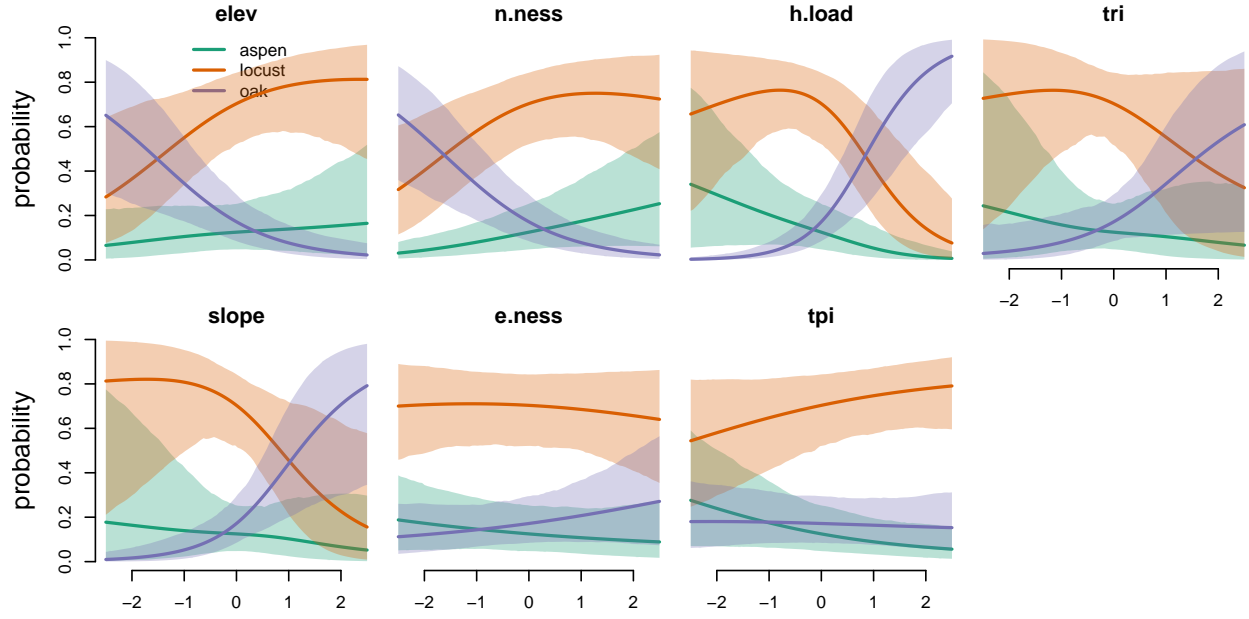 elev n.ness h.load tri
aspen
locust
oak
probability
0.0 0.2 0.4 0.6 0.8 1.0
−2 −1 0 1 2
slope e.ness tpi
probability
0.0 0.2 0.4 0.6 0.8 1.0
−2 −1 0 1 2 −2 −1 0 1 2 −2 −1 0 1 2